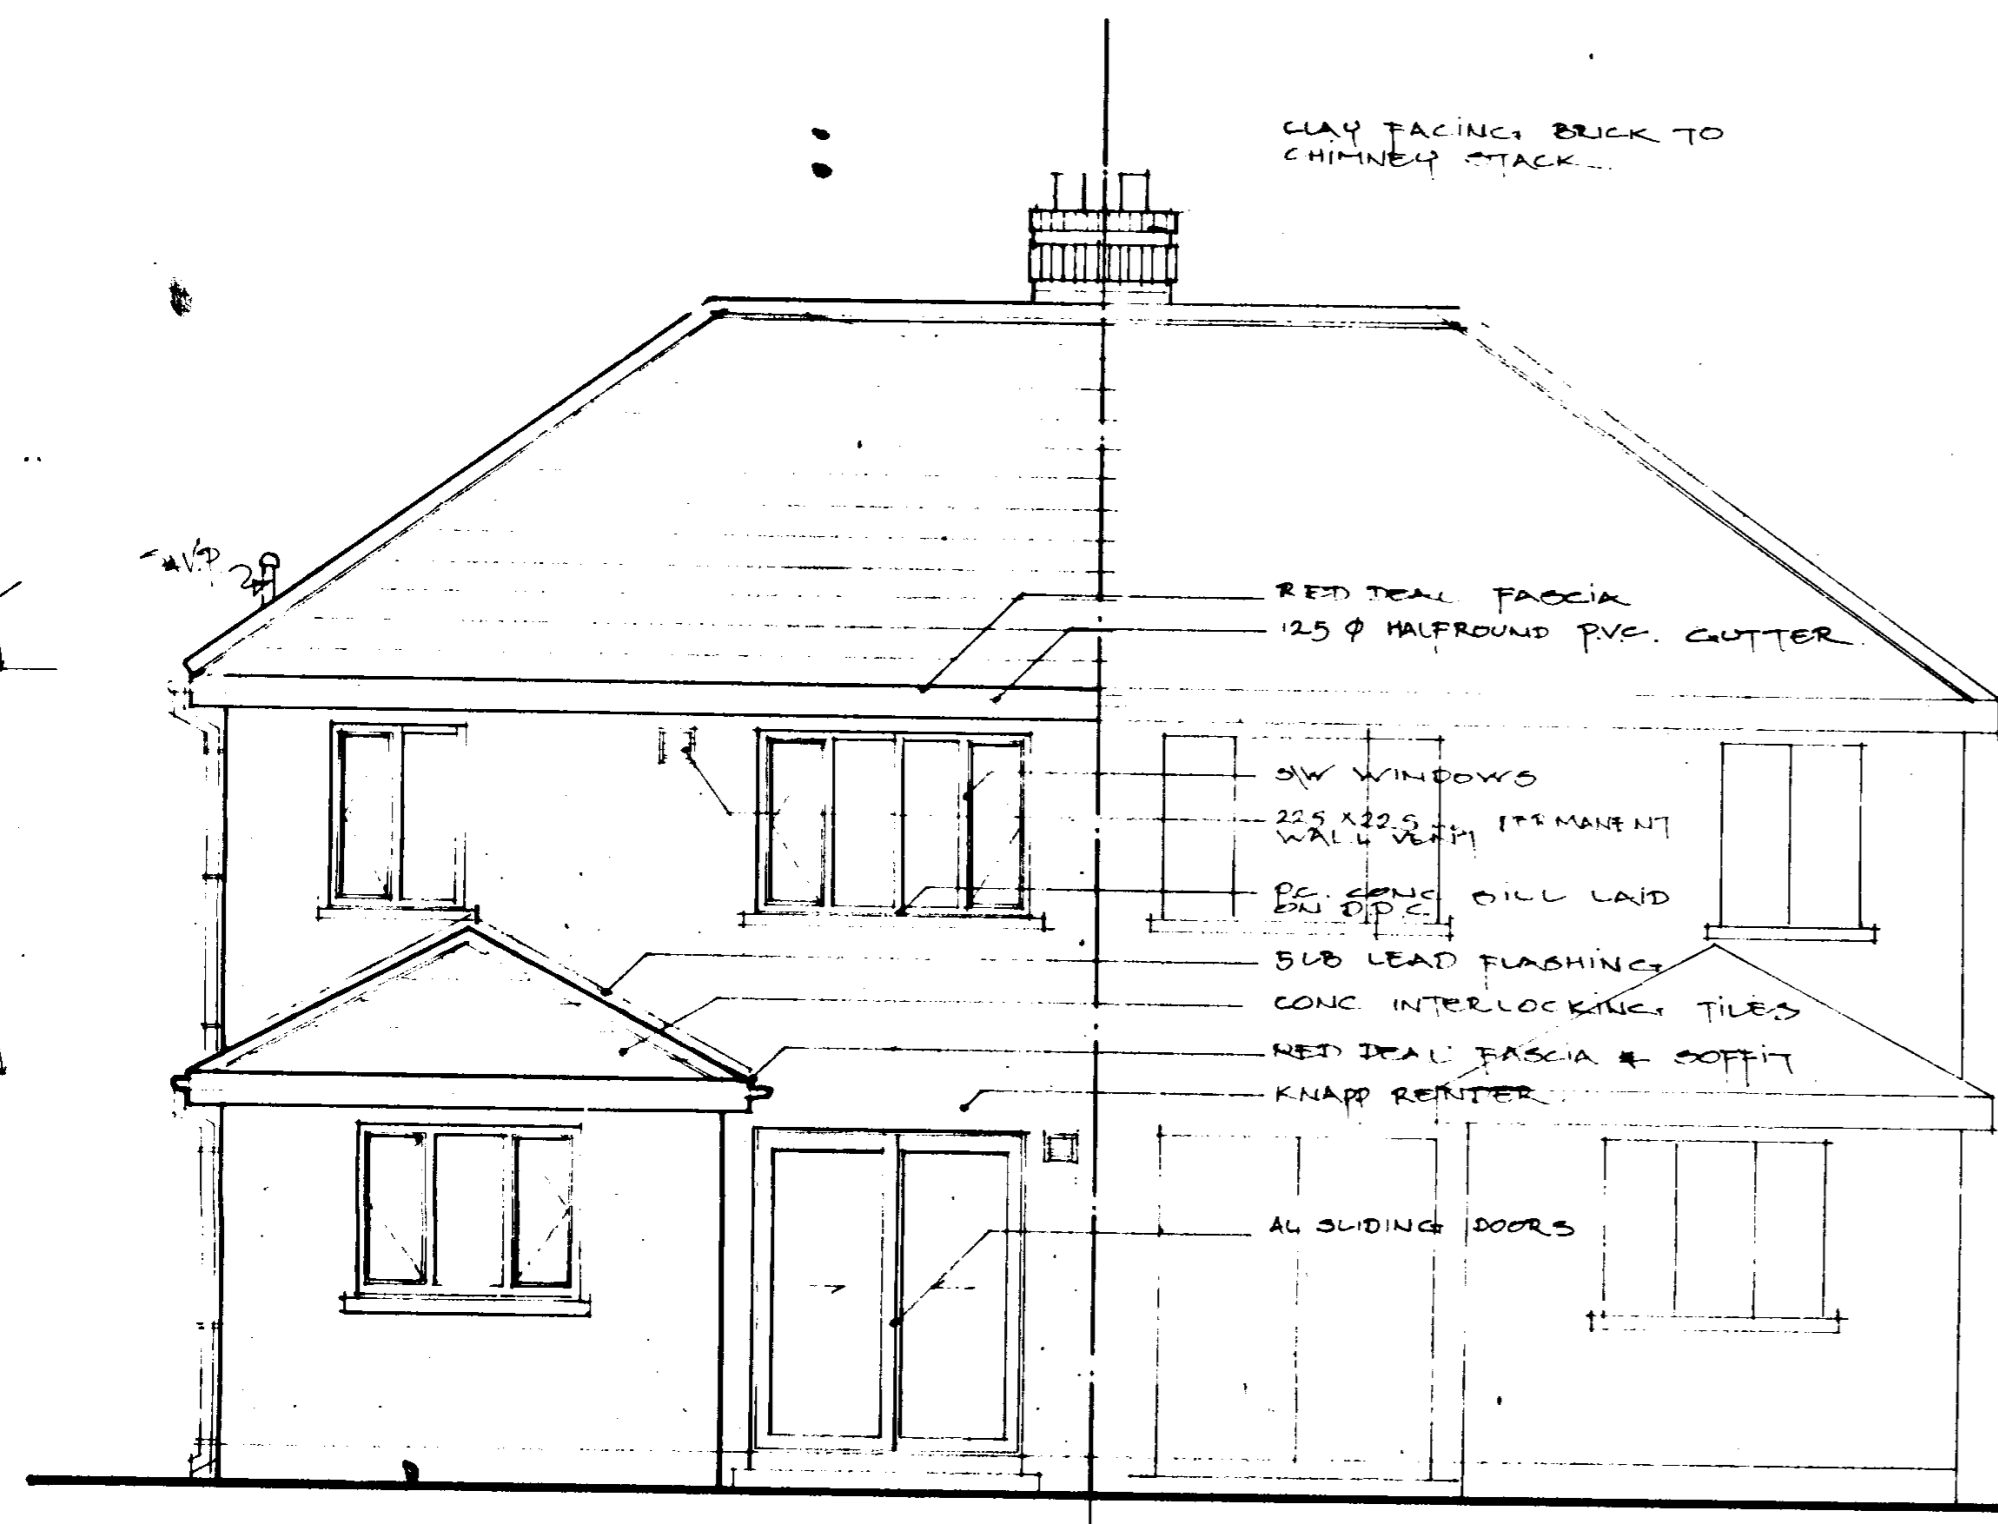 CLAY FACING BRICK TO
CHIMNEY STACK
V.P
RED DEAL FASCIA
125 Ø HALFROUND P.V.C. GUTTER
S/W WINDOWS
225 X 225 PERMANENT
WALL VENT
P.C. CONC. SILL LAID
ON D.P.C.
5LB LEAD FLASHING
CONC. INTERLOCKING TILES
RED DEAL FASCIA & SOFFIT
KNAPP RENTER
AL SLIDING DOORS